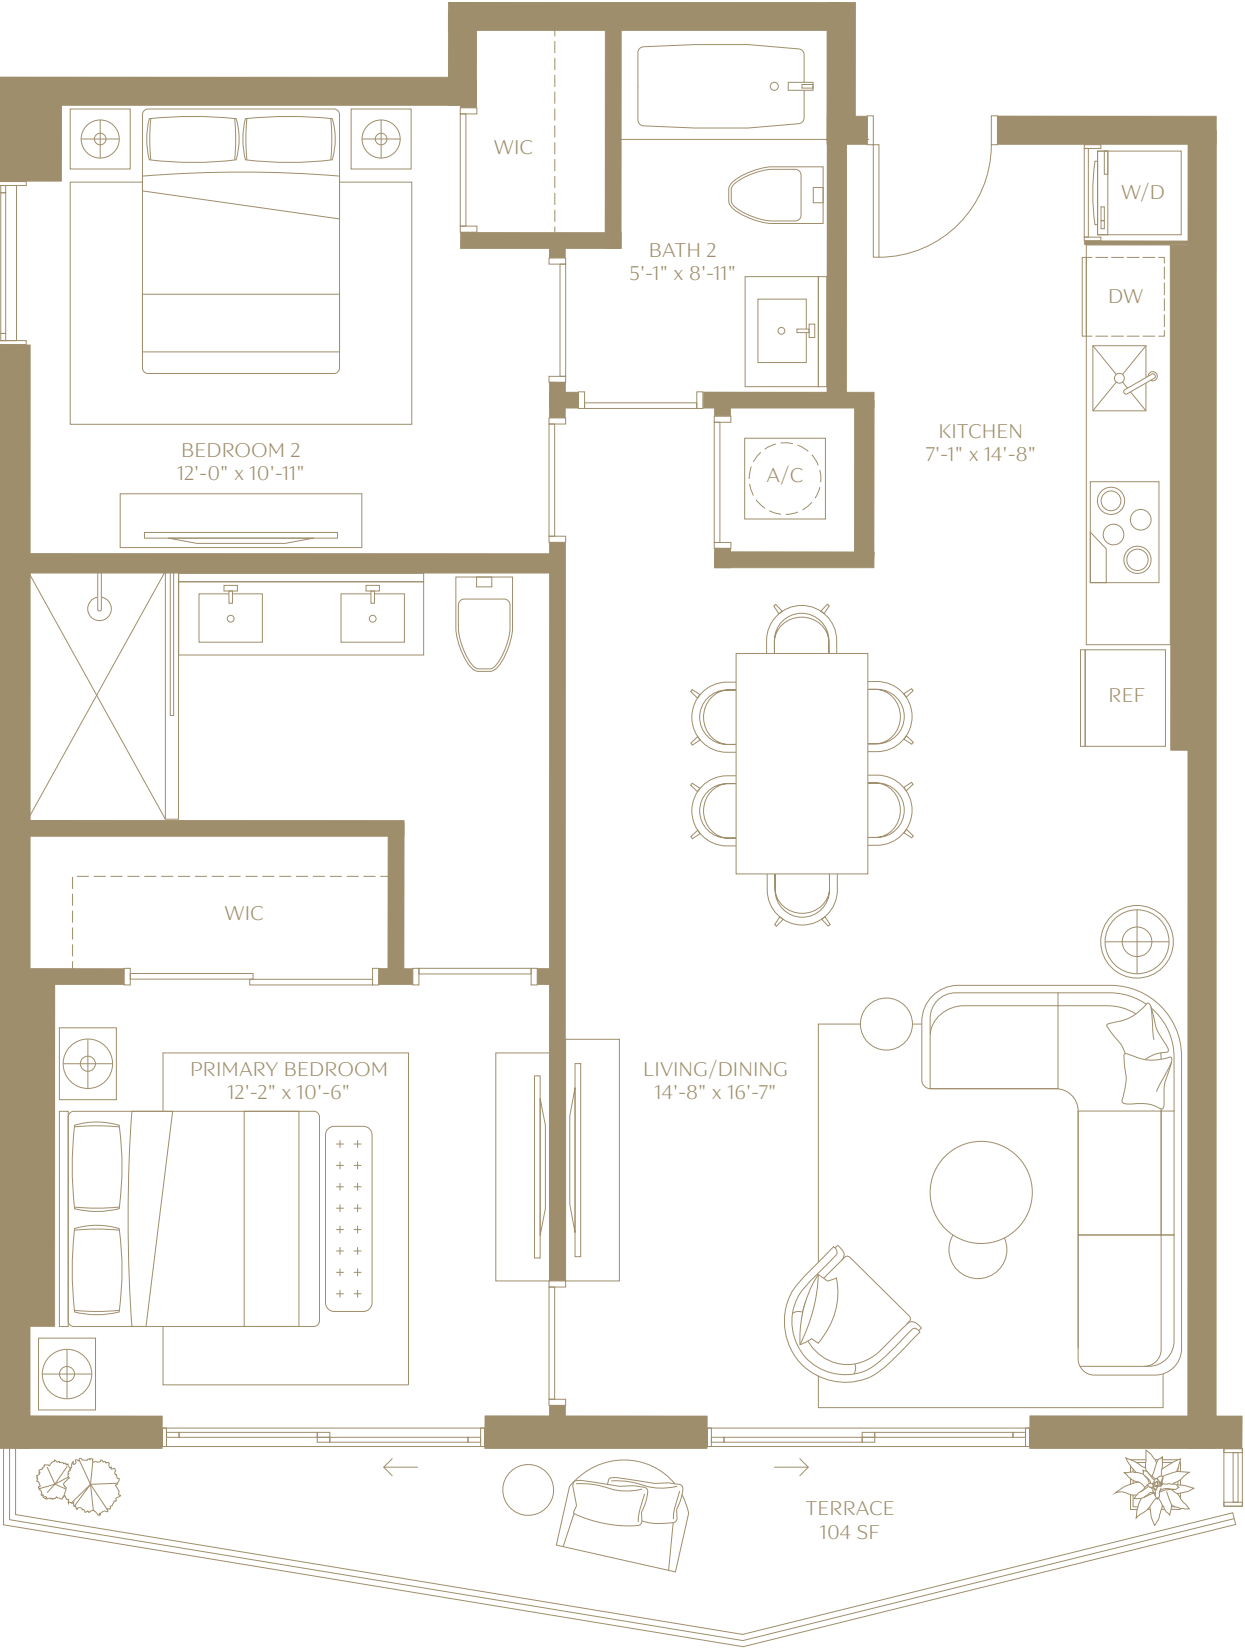 WIC
W/D
BATH 2
5'-1" x 8'-11"
DW
KITCHEN
7'-1" x 14'-8"
BEDROOM 2
12'-0" x 10'-11"
A/C
REF
WIC
PRIMARY BEDROOM
12'-2" x 10'-6"
LIVING/DINING
14'-8" x 16'-7"
TERRACE
104 SF